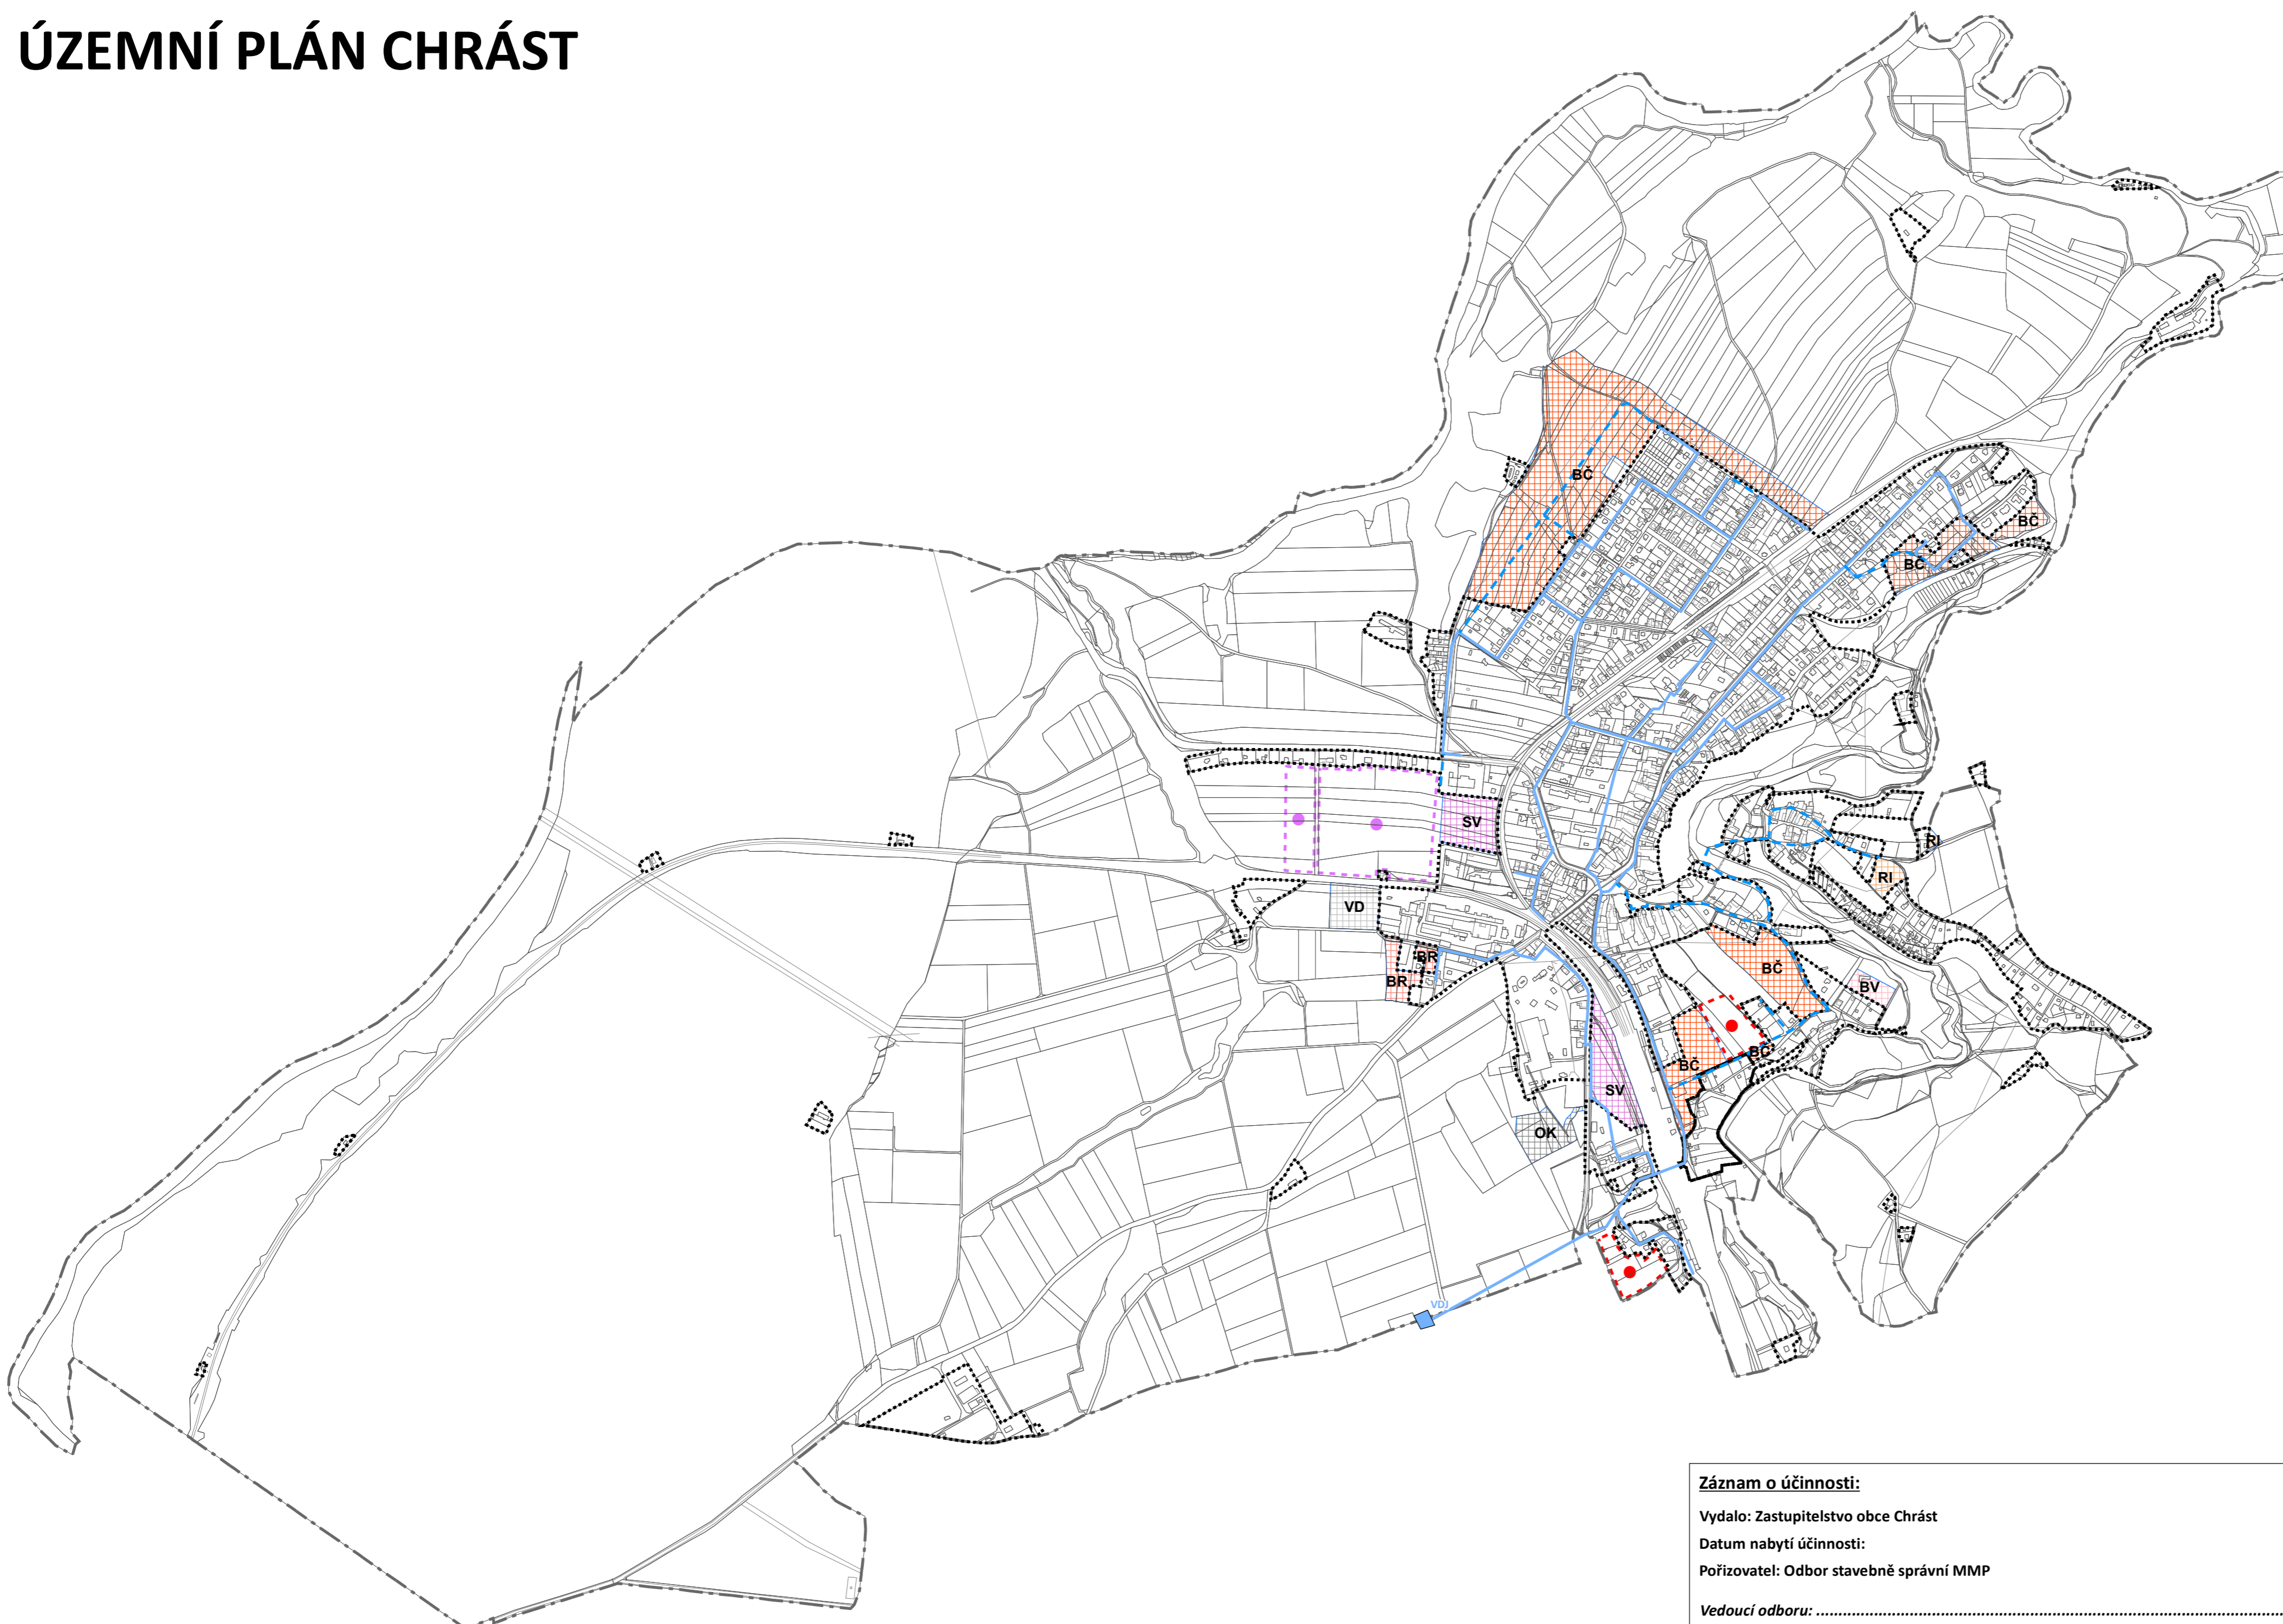 ÚZEMNÍ PLÁN CHRÁST
BČ
BČ
BČ
SV
RI
RI
VD
BR
BR
BČ
BV
BČ
BČ
SV
OK
VDJ
Záznam o účinnosti:
Vydalo: Zastupitelstvo obce Chrást
Datum nabytí účinnosti:
Pořizovatel: Odbor stavebně správní MMP
Vedoucí odboru: ........................................................................................................